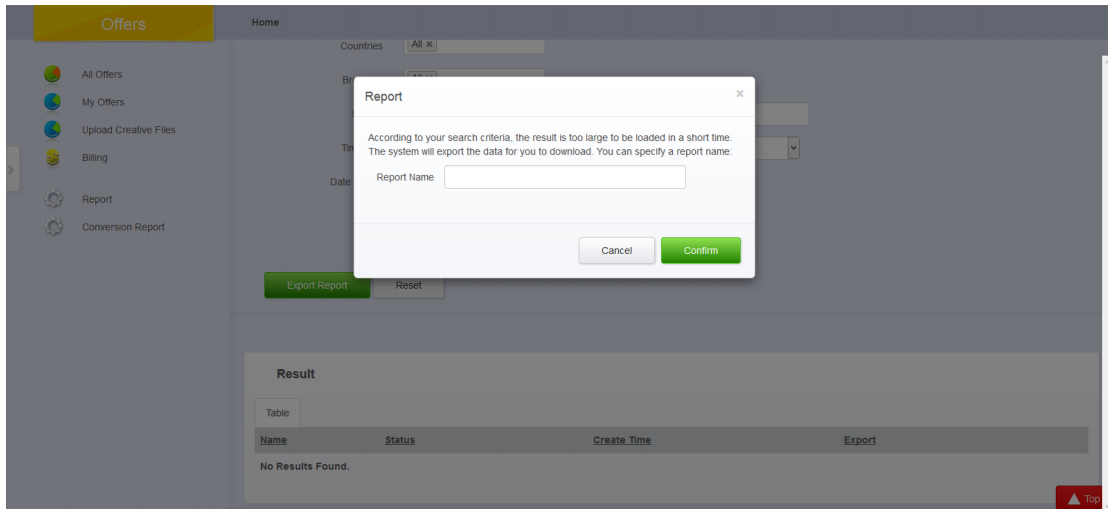 Offers
Home
Countries
All ×
All Offers
My Offers
Upload Creative Files
Billing
Report
Conversion Report
Report
×
According to your search criteria, the result is too large to be loaded in a short time.
The system will export the data for you to download. You can specify a report name:
Report Name
Date
Cancel
Confirm
Export Report
Reset
Result
Table
Name Status Create Time Export
No Results Found.
Top